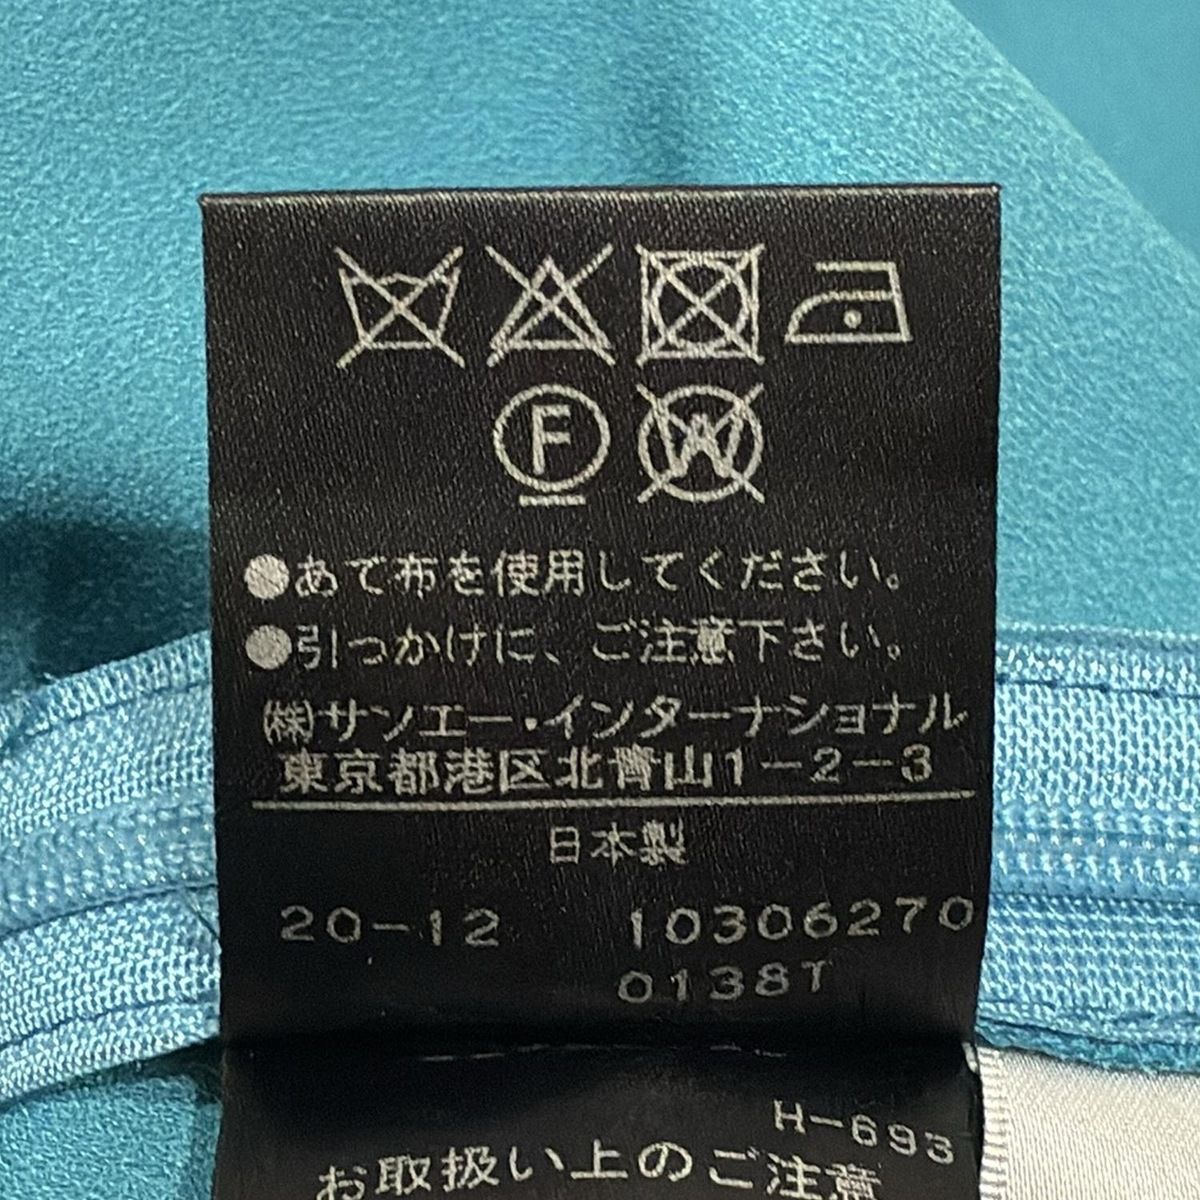 F W
●あて布を使用してください。
●引っかけに、ご注意下さい。
㈱サンエー・インターナショナル
東京都港区北青山1-2-3
日本製
20-12 10306270
0138T
H-693
お取扱い上のご注意